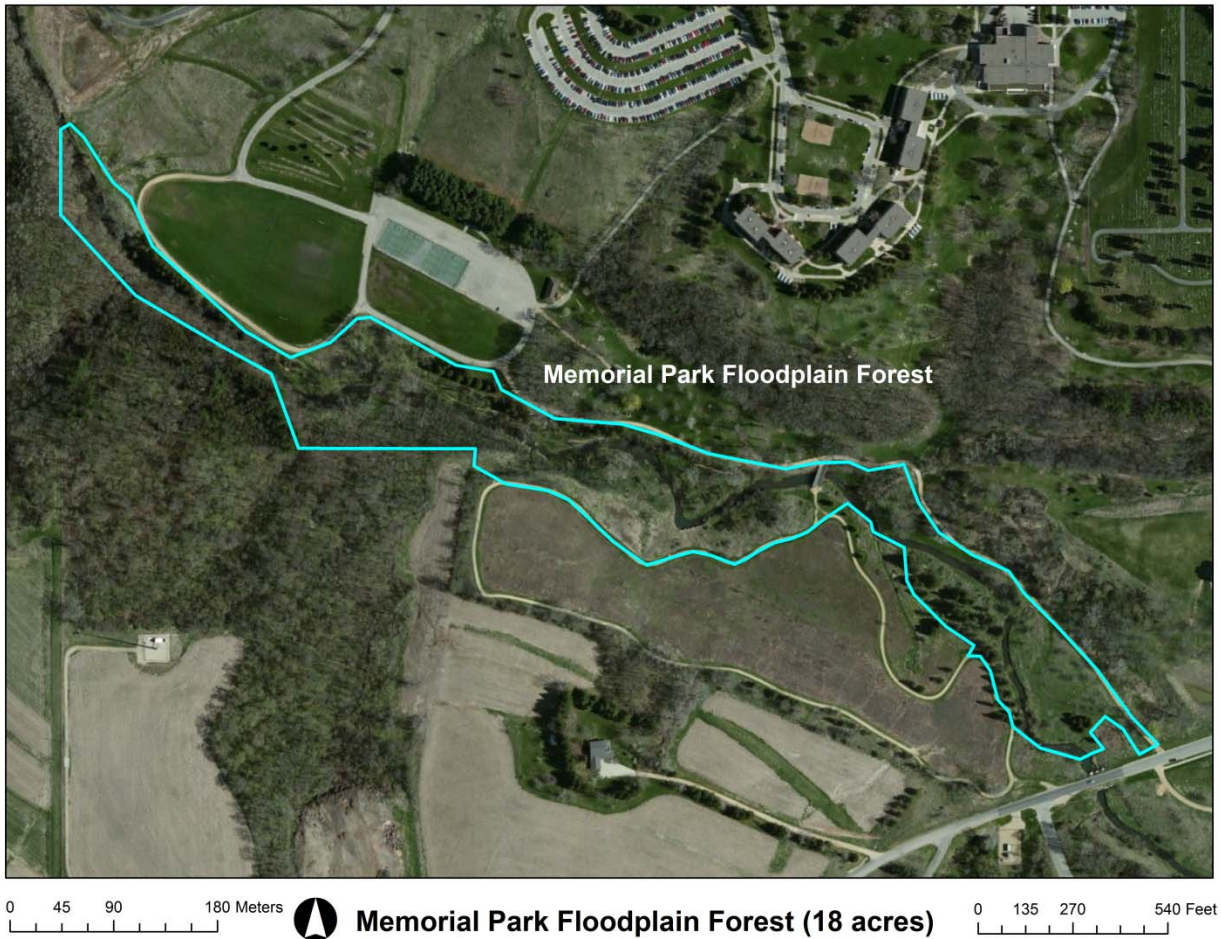 Memorial Park Floodplain Forest
0 45 90 180 Meters
Memorial Park Floodplain Forest (18 acres)
0 135 270 540 Feet